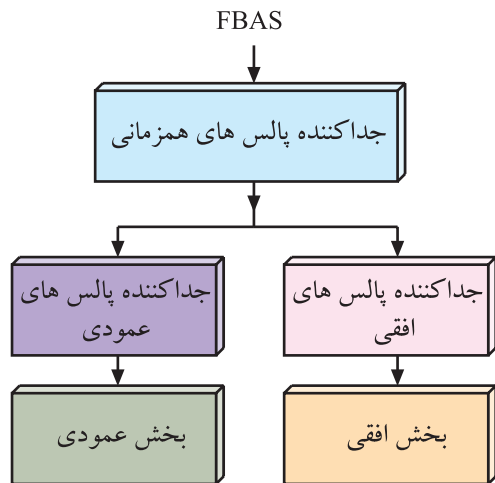 FBAS
جداکننده پالس های همزمانی
جداکننده پالس های
افقی
جداکننده پالس های
عمودی
بخش افقی
بخش عمودی